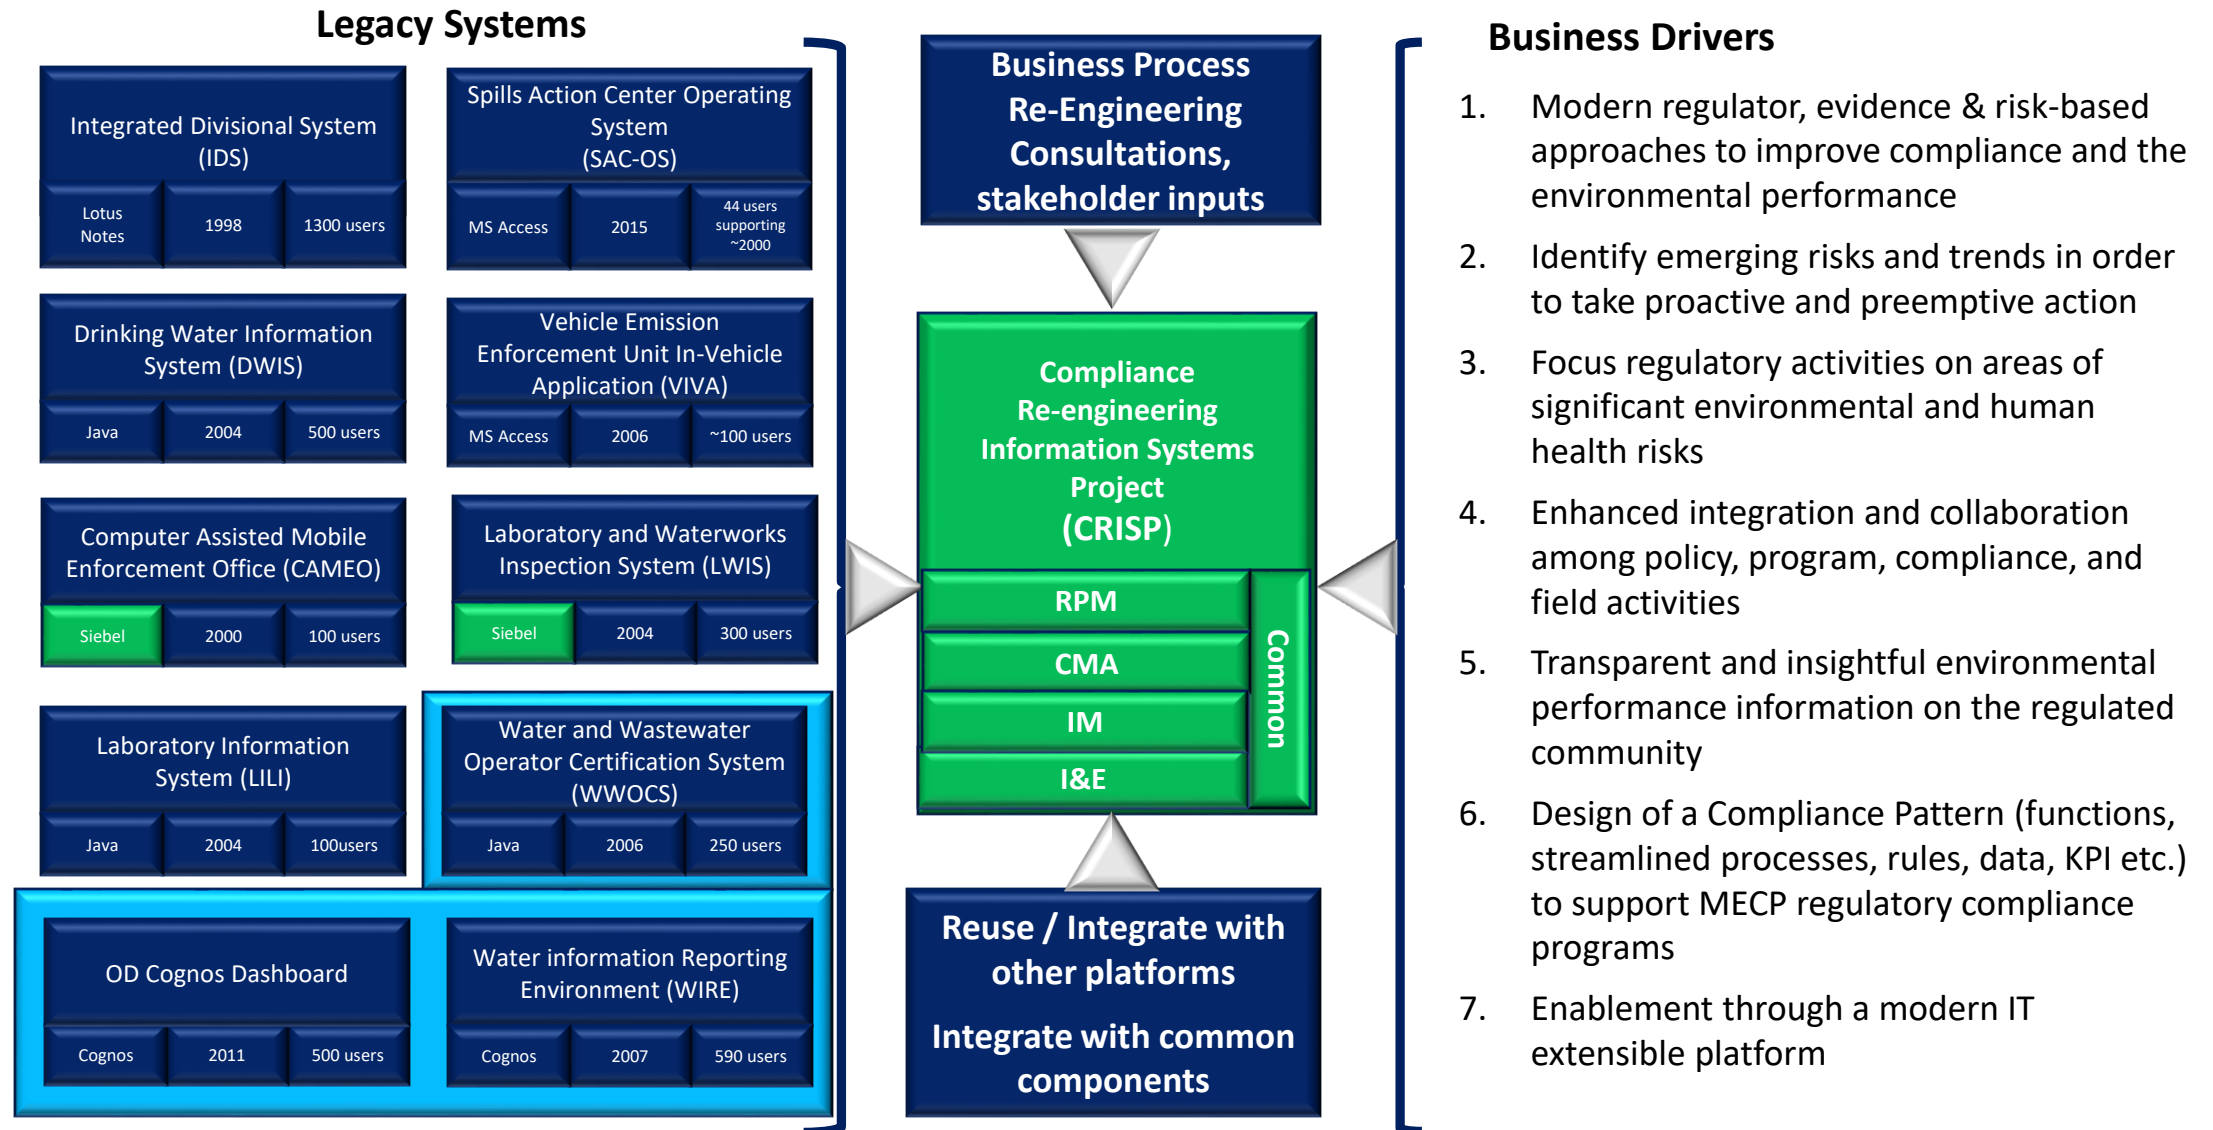 Legacy Systems
Integrated Divisional System
(IDS)
Lotus
Notes
1998
1300 users
Spills Action Center Operating
System
(SAC-OS)
MS Access
2015
44 users
supporting
~2000
Drinking Water Information
System (DWIS)
Java
2004
500 users
Vehicle Emission
Enforcement Unit In-Vehicle
Application (VIVA)
MS Access
2006
~100 users
Computer Assisted Mobile
Enforcement Office (CAMEO)
Siebel
2000
100 users
Laboratory and Waterworks
Inspection System (LWIS)
Siebel
2004
300 users
Laboratory Information
System (LILI)
Java
2004
100users
Water and Wastewater
Operator Certification System
(WWOCS)
Java
2006
250 users
OD Cognos Dashboard
Cognos
2011
500 users
Water information Reporting
Environment (WIRE)
Cognos
2007
590 users
Business Process
Re-Engineering
Consultations,
stakeholder inputs
Compliance
Re-engineering
Information Systems
Project
(CRISP)
RPM
CMA
IM
I&E
Common
Reuse / Integrate with
other platforms
Integrate with common
components
Business Drivers
1. Modern regulator, evidence & risk-based
approaches to improve compliance and the
environmental performance
2. Identify emerging risks and trends in order
to take proactive and preemptive action
3. Focus regulatory activities on areas of
significant environmental and human
health risks
4. Enhanced integration and collaboration
among policy, program, compliance, and
field activities
5. Transparent and insightful environmental
performance information on the regulated
community
6. Design of a Compliance Pattern (functions,
streamlined processes, rules, data, KPI etc.)
to support MECP regulatory compliance
programs
7. Enablement through a modern IT
extensible platform